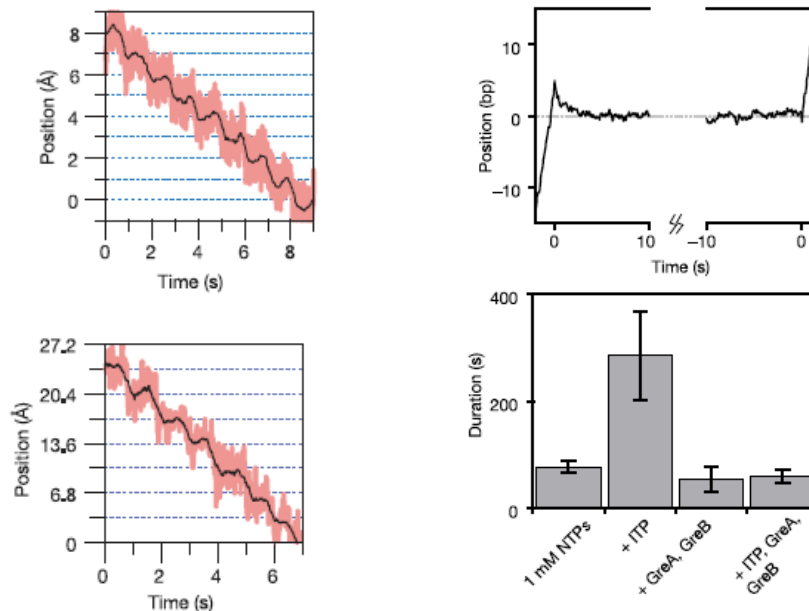 Position (Å)
8
6
4
2
0
0 2 4 6 8
Time (s)
Position (bp)
15
0
−10
0 10 −10 0
Time (s)
Position (Å)
27.2
20.4
13.6
6.8
0
0 2 4 6
Time (s)
Duration (s)
400
200
0
1 mM NTPs
+ ITP
+ GreA, GreB
+ ITP, GreA,
GreB